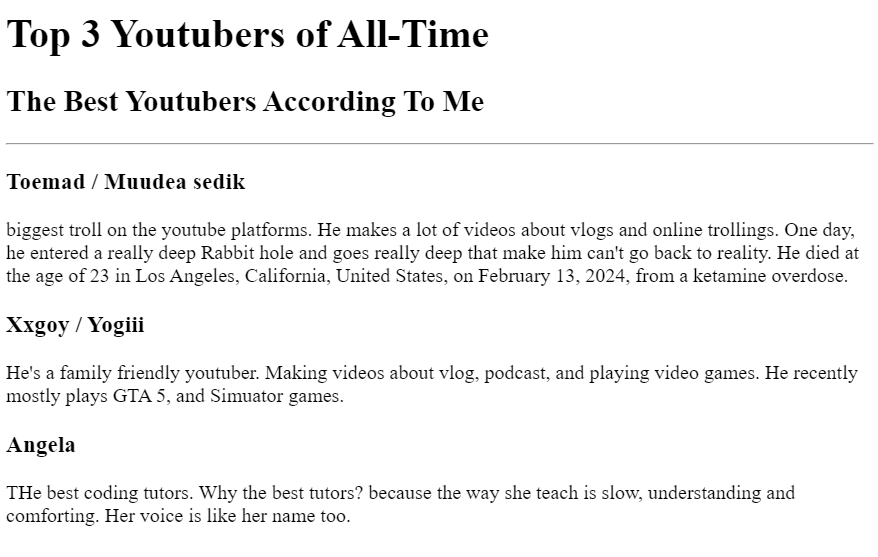 Top 3 Youtubers of All-Time
The Best Youtubers According To Me
Toemad / Muudea sedik
biggest troll on the youtube platforms. He makes a lot of videos about vlogs and online trollings. One day,
he entered a really deep Rabbit hole and goes really deep that make him can't go back to reality. He died at
the age of 23 in Los Angeles, California, United States, on February 13, 2024, from a ketamine overdose.
Xxgoy / Yogiii
He's a family friendly youtuber. Making videos about vlog, podcast, and playing video games. He recently
mostly plays GTA 5, and Simuator games.
Angela
THe best coding tutors. Why the best tutors? because the way she teach is slow, understanding and
comforting. Her voice is like her name too.